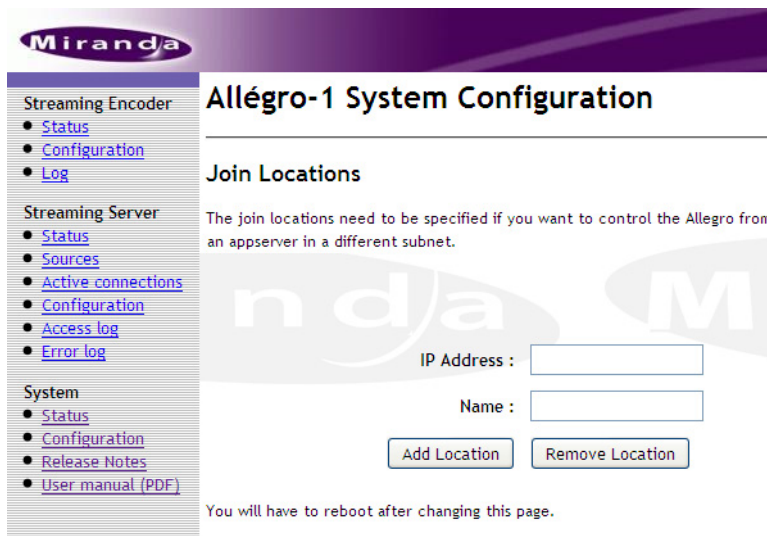 Miranda
Streaming Encoder
Status
Configuration
Log
Streaming Server
Status
Sources
Active connections
Configuration
Access log
Error log
System
Status
Configuration
Release Notes
User manual (PDF)
Allégro-1 System Configuration
Join Locations
The join locations need to be specified if you want to control the Allegro from
an appserver in a different subnet.
nda M
IP Address :
Name :
Add Location Remove Location
You will have to reboot after changing this page.